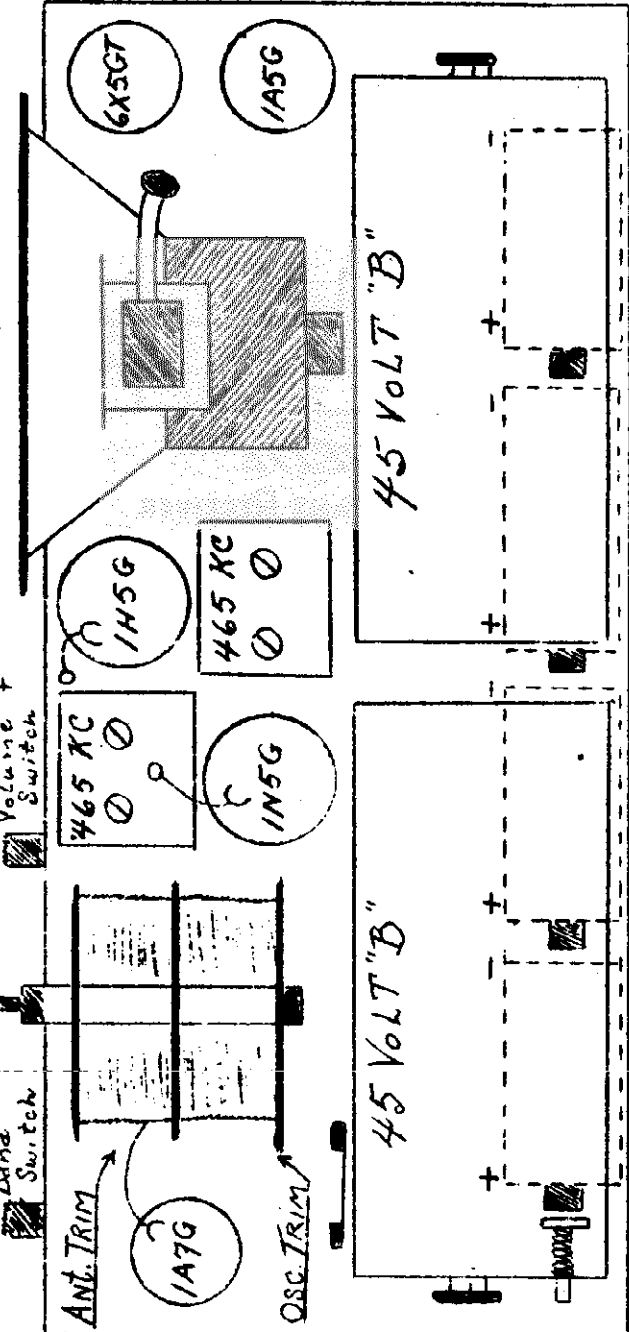 Band
Switch
Volume +
Switch
ANT. TRIM
1A7G
OSC. TRIM
465 KC
1N5G
1H5G
465 KC
6X5GT
1A5G
45 VOLT "B"
+ - + -
45 VOLT "B"
+ - + -